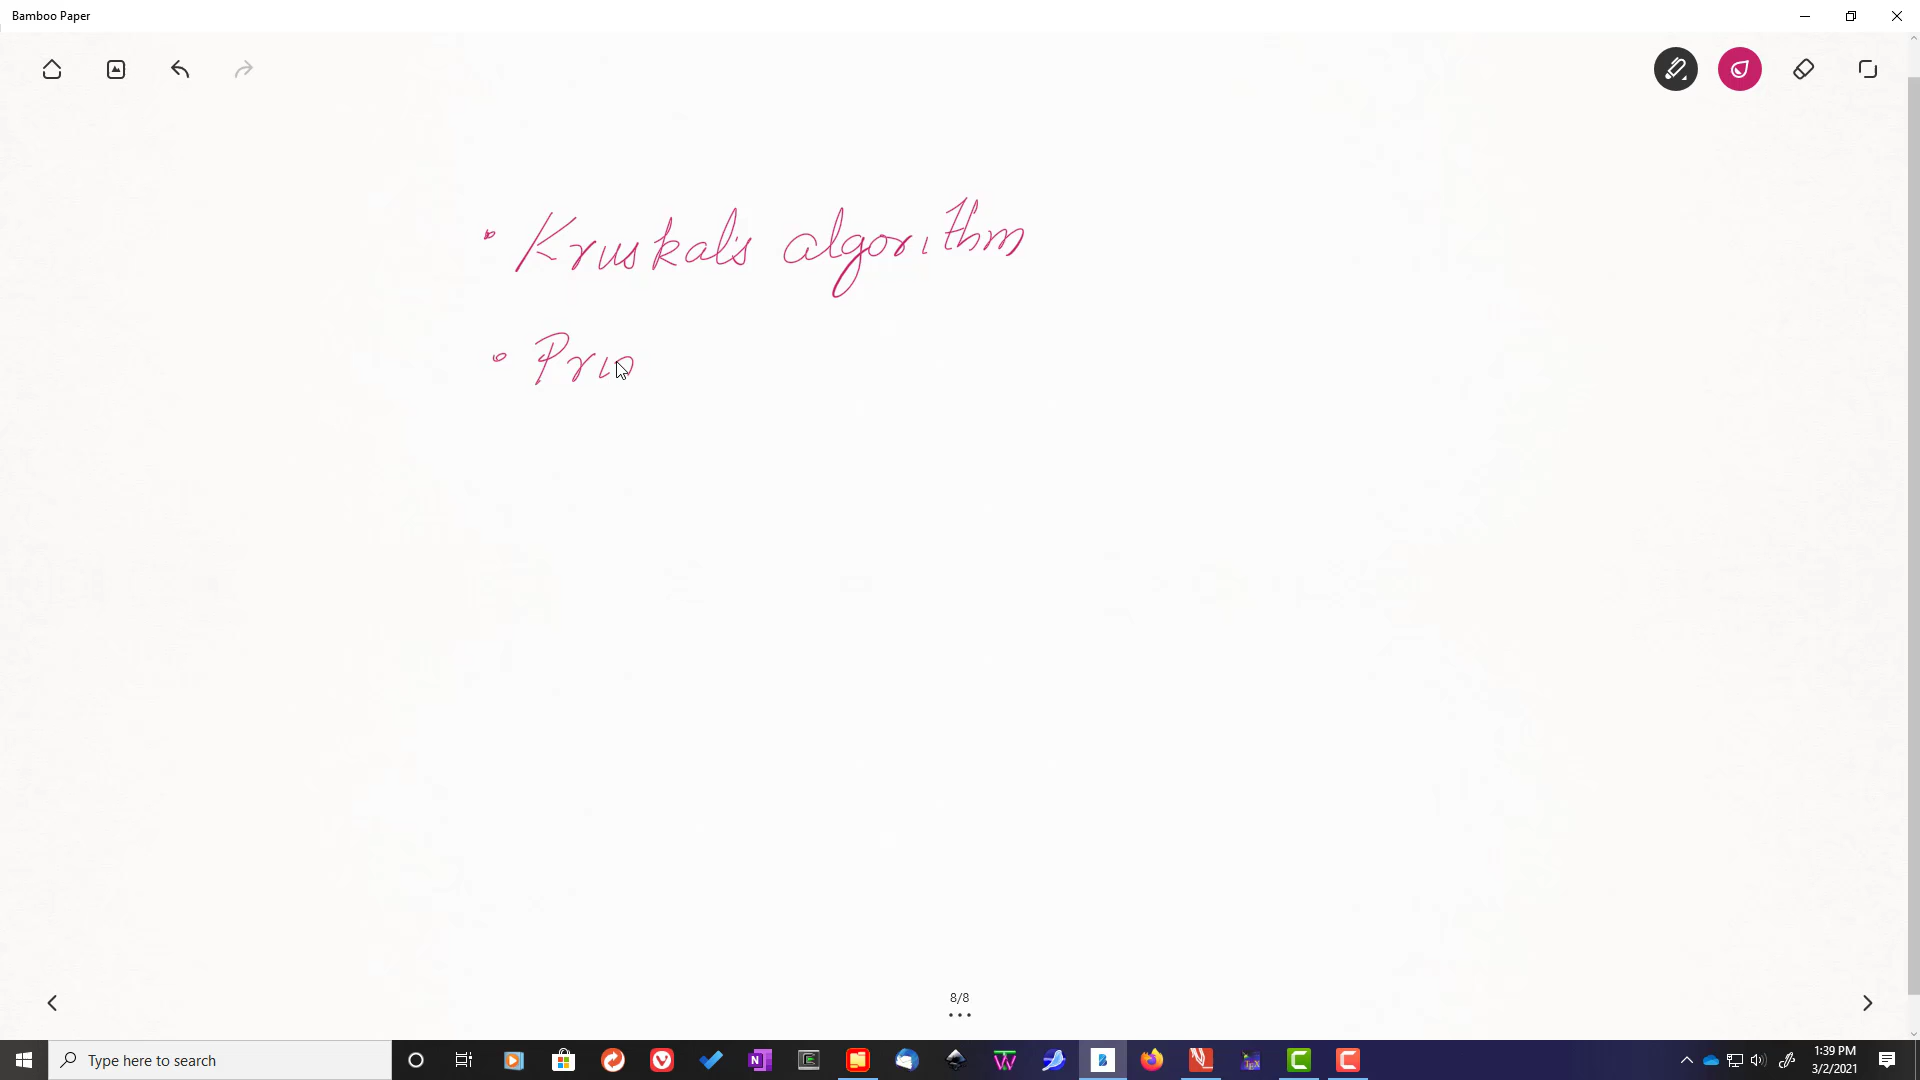 Bamboo Paper
• Kruskal's algorithm
• Pri
8/8
Type here to search
1:39 PM
3/2/2021